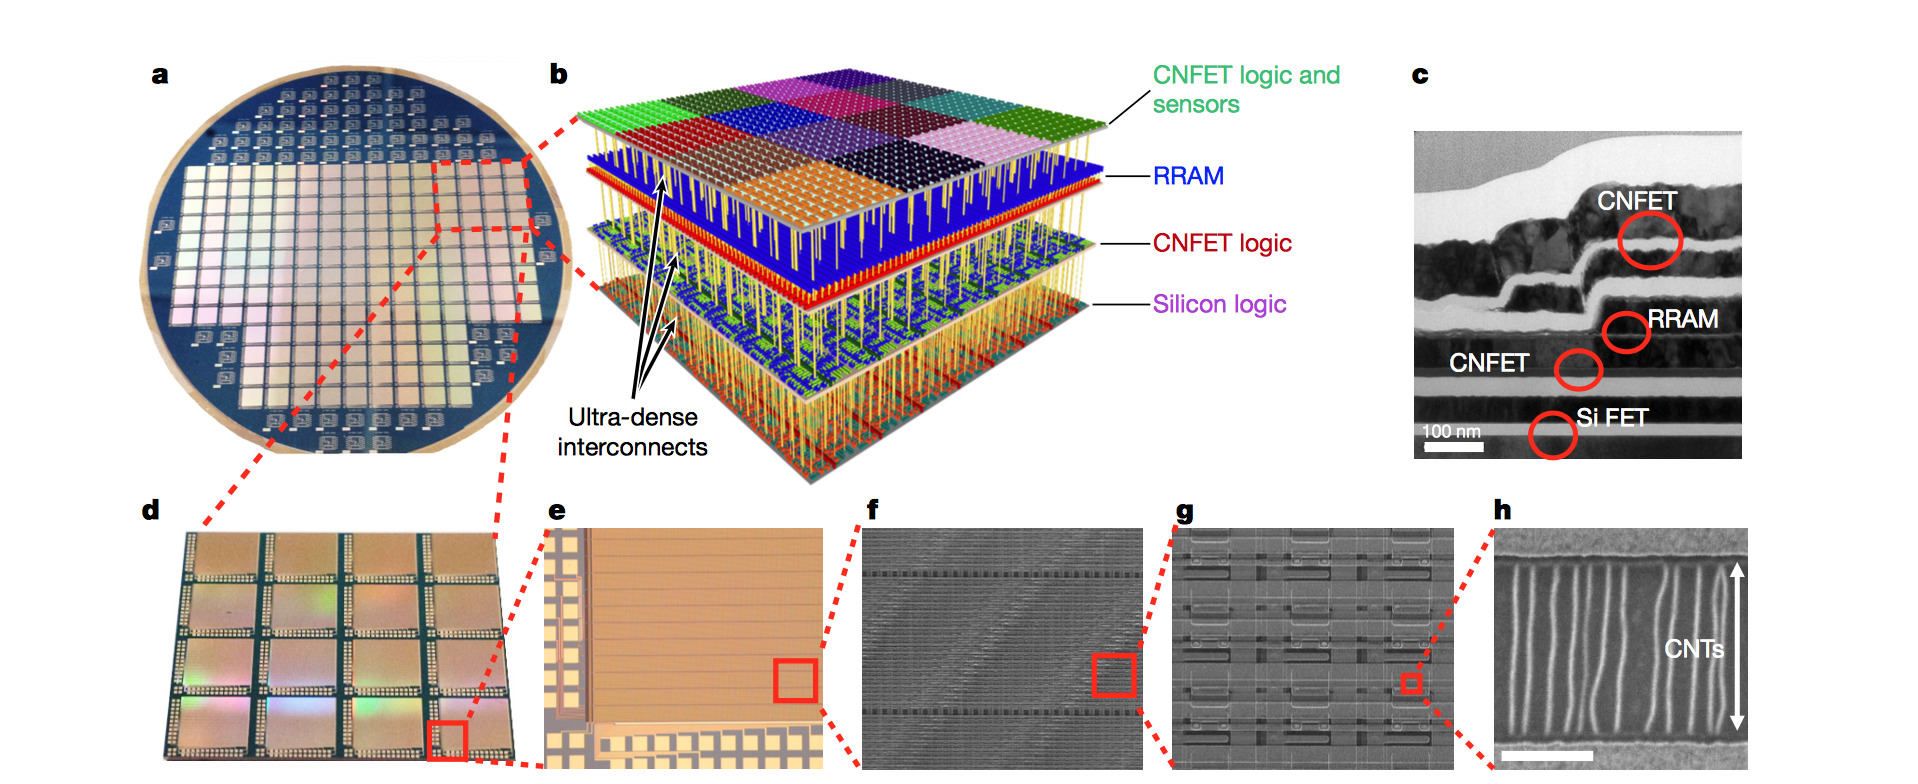 a
b
CNFET logic and
sensors
RRAM
CNFET logic
Silicon logic
Ultra-dense
interconnects
c
CNFET
RRAM
CNFET
Si FET
100 nm
d
e
f
g
h
CNTs